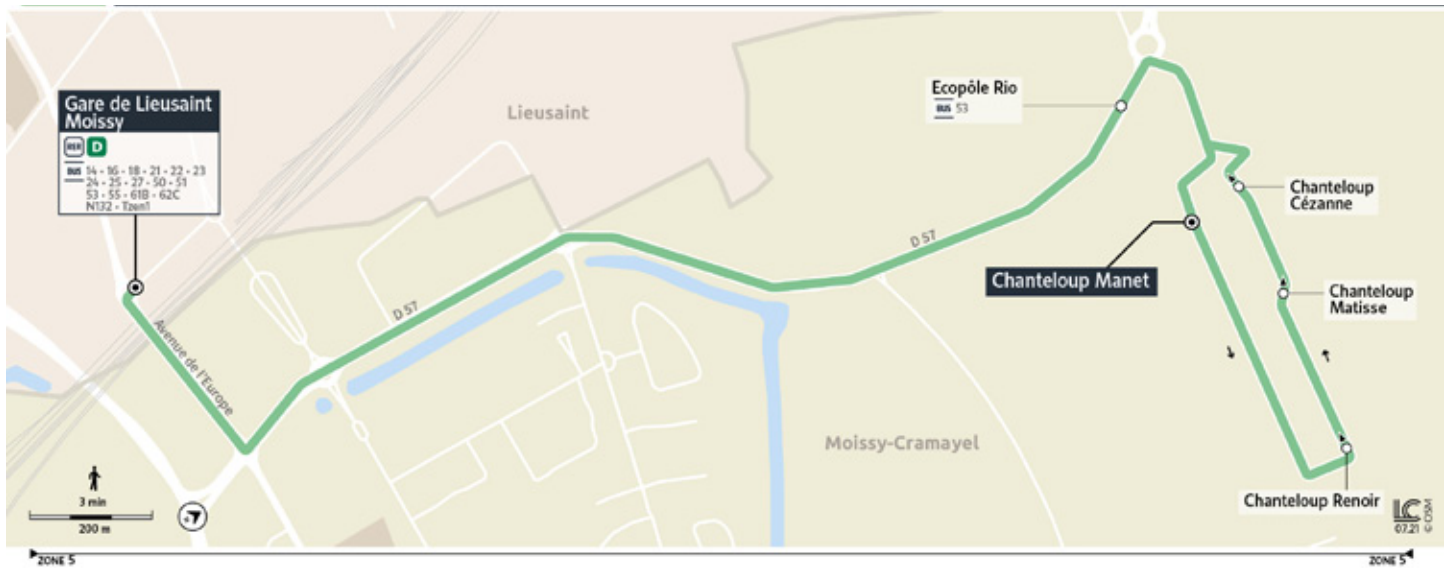 Gare de Lieusaint
Moissy
RER D
BUS 14 - 16 - 18 - 21 - 22 - 23
24 - 25 - 27 - 50 - 51
53 - 55 - 61B - 62C
N132 - Tzen1
Lieusaint
Ecopôle Rio
BUS 53
Chanteloup
Cézanne
D 57
Chanteloup Manet
Chanteloup
Matisse
D 57
Avenue de l'Europe
Moissy-Cramayel
Chanteloup Renoir
3 min
200 m
LC
07.21
© OSM
ZONE 5
ZONE 5